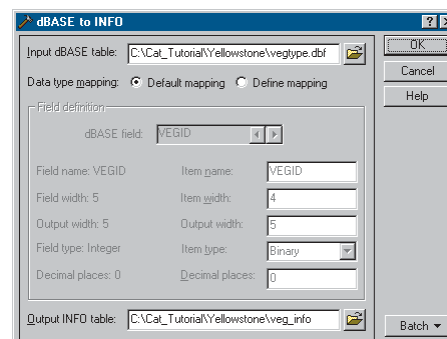 dBASE to INFO
Input dBASE table: C:\Cat_Tutorial\Yellowstone\vegtype.dbf
OK
Data type mapping: Default mapping Define mapping
Cancel
Help
Field definition
dBASE field: VEGID
Field name: VEGID Item name: VEGID
Field width: 5 Item width: 4
Output width: 5 Output width: 5
Field type: Integer Item type: Binary
Decimal places: 0 Decimal places: 0
Output INFO table: C:\Cat_Tutorial\Yellowstone\veg_info
Batch